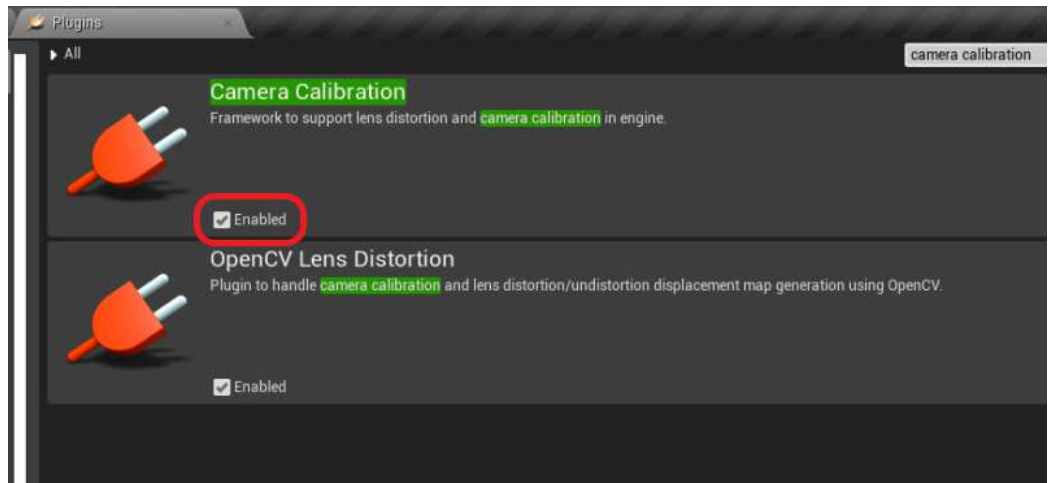 Plugins
All
camera calibration
Camera Calibration
Framework to support lens distortion and camera calibration in engine.
Enabled
OpenCV Lens Distortion
Plugin to handle camera calibration and lens distortion/undistortion displacement map generation using OpenCV.
Enabled